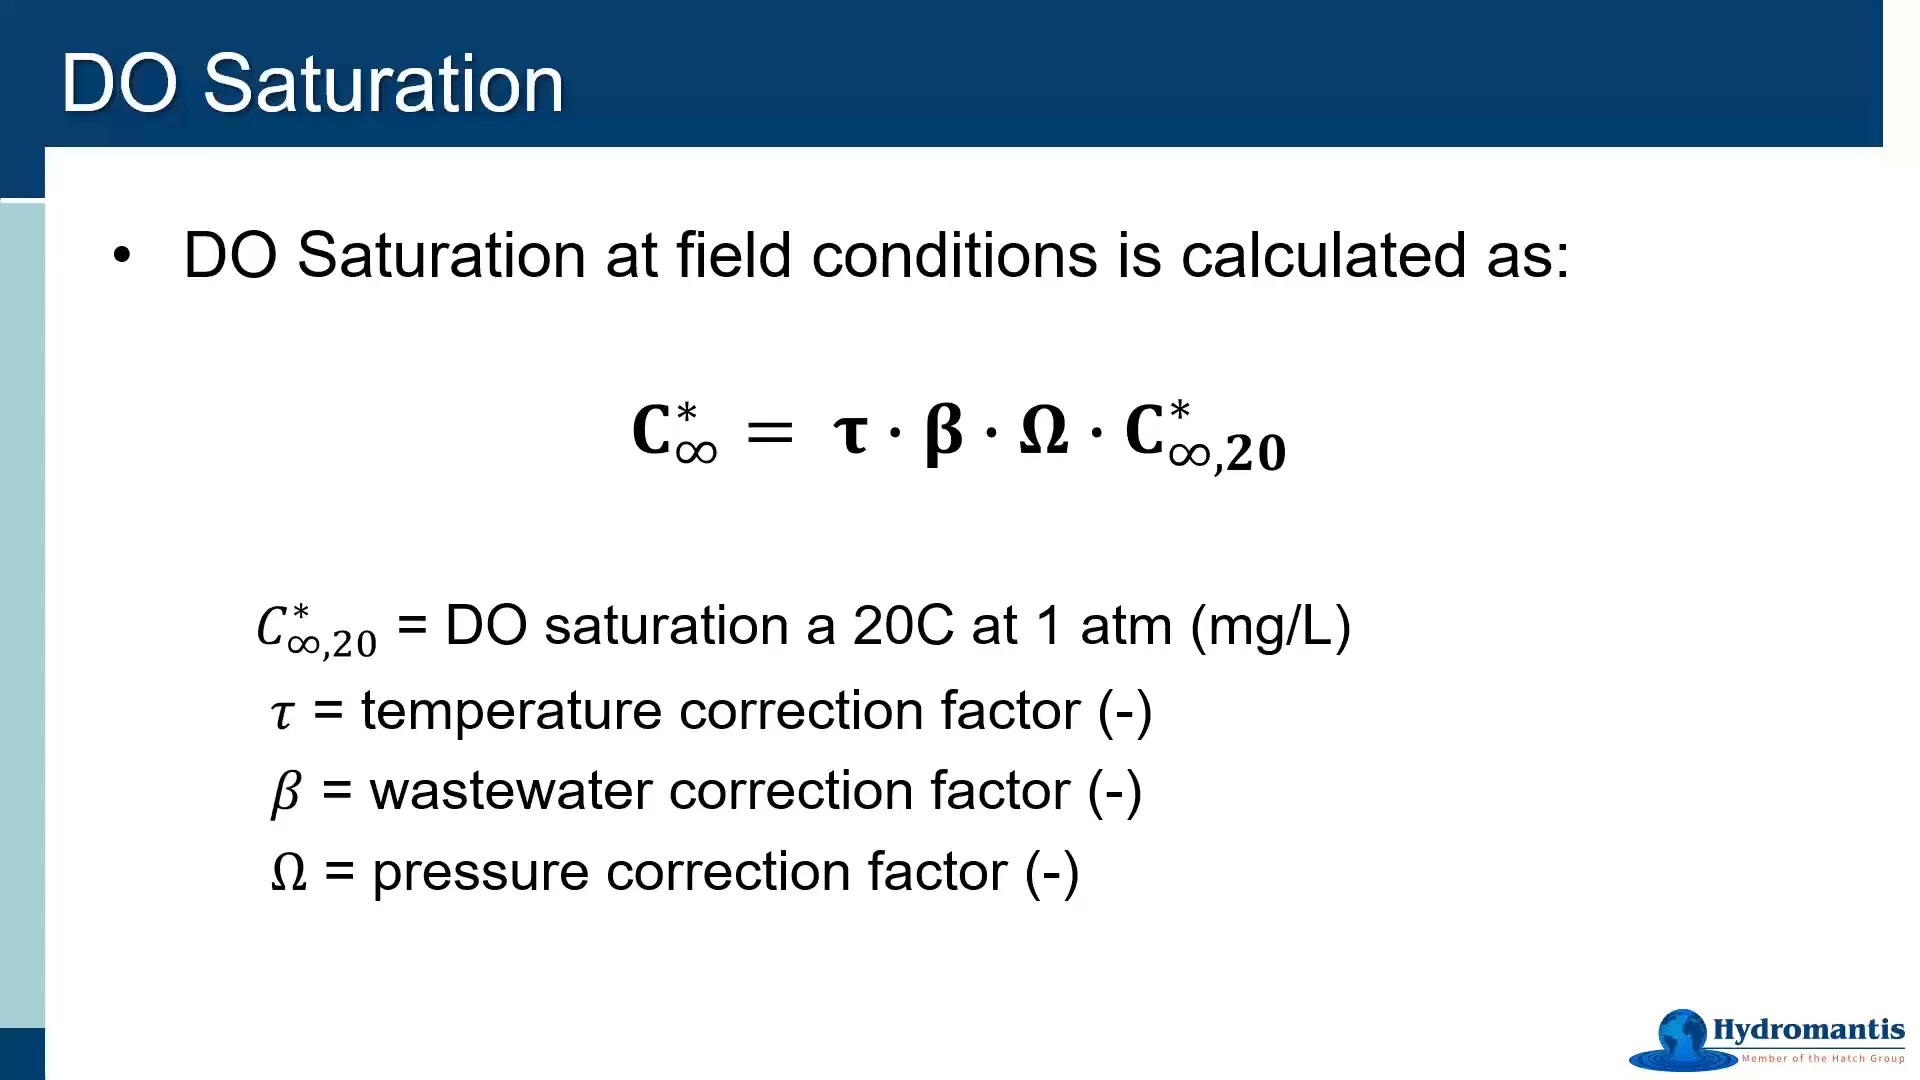 DO Saturation
• DO Saturation at field conditions is calculated as:
C*∞ = τ · β · Ω · C*∞,20
C*∞,20 = DO saturation a 20C at 1 atm (mg/L)
τ = temperature correction factor (-)
β = wastewater correction factor (-)
Ω = pressure correction factor (-)
Hydromantis
Member of the Hatch Group